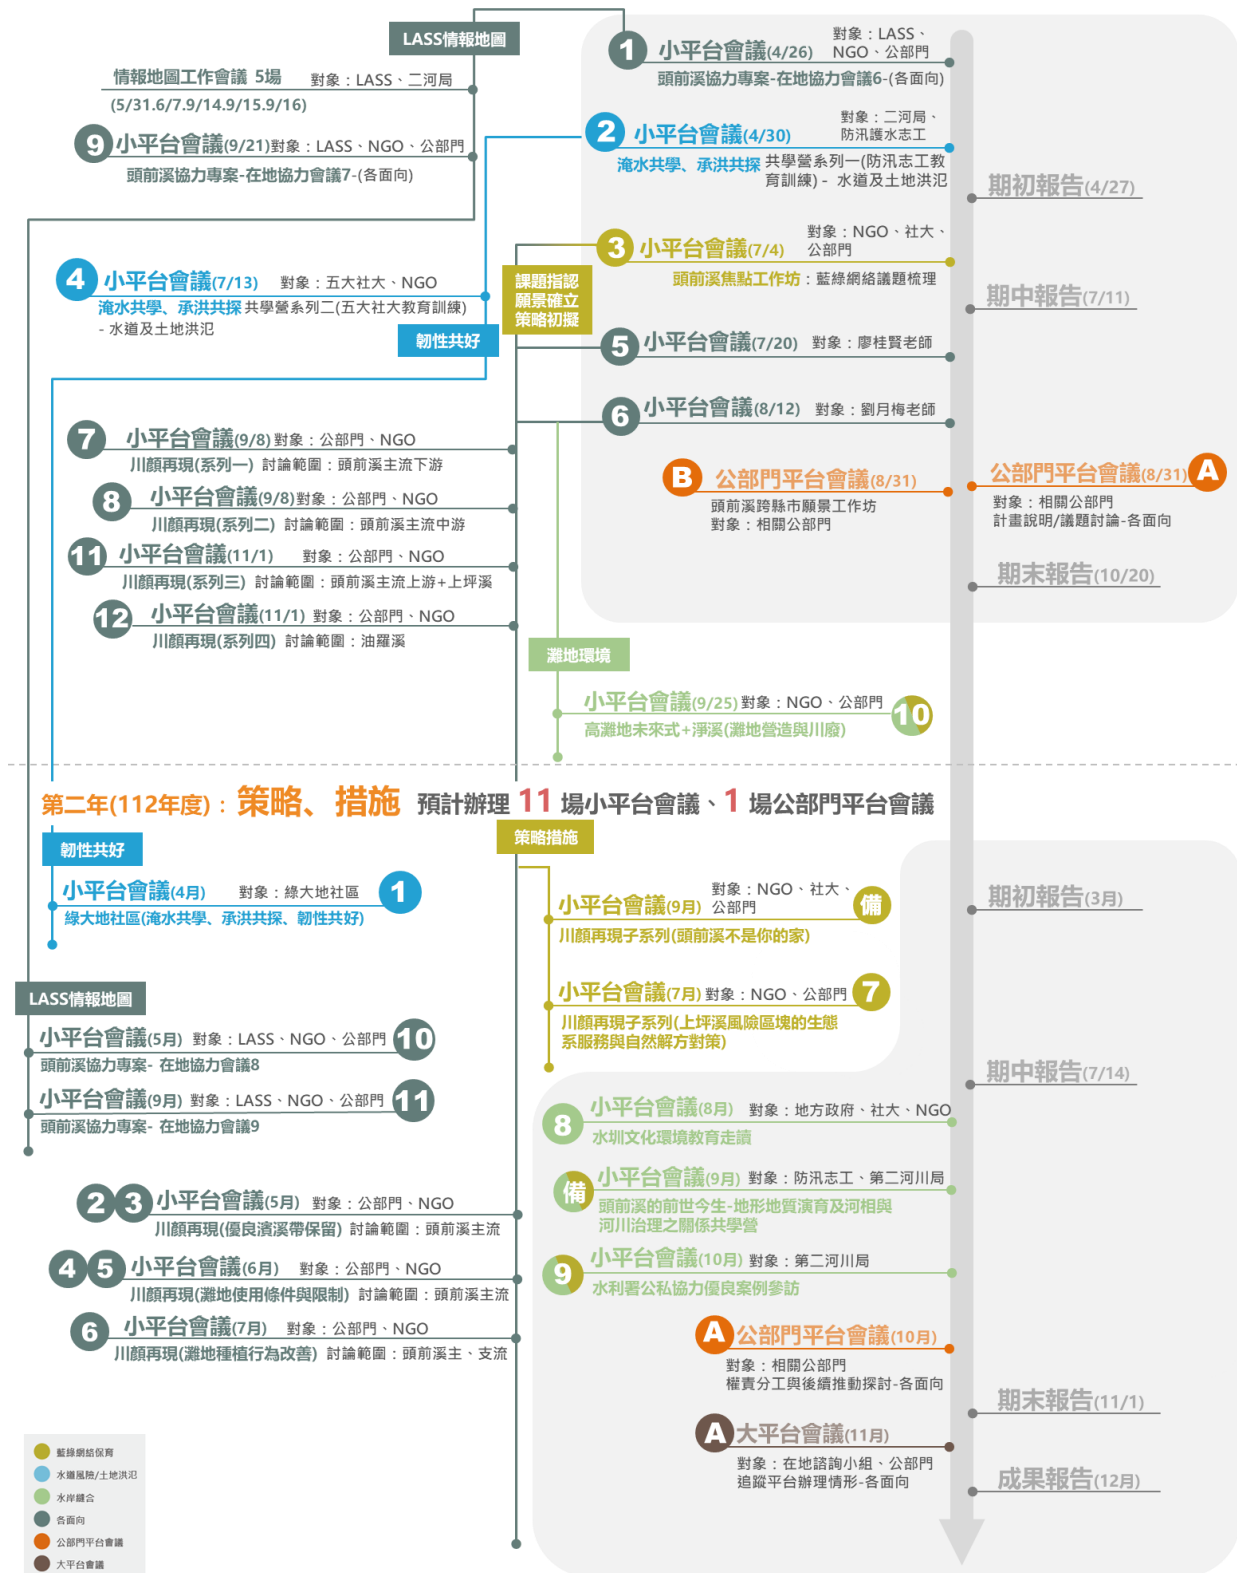 LASS情報地圖
情報地圖工作會議 5場 對象：LASS、二河局
(5/31.6/7.9/14.9/15.9/16)
9 小平台會議(9/21)對象：LASS、NGO、公部門
頭前溪協力專案-在地協力會議7-(各面向)
1 小平台會議(4/26)
對象：LASS、
NGO、公部門
頭前溪協力專案-在地協力會議6-(各面向)
2 小平台會議(4/30)
對象：二河局、
防汛護水志工
淹水共學、承洪共探 共學營系列一(防汛志工教
育訓練) - 水道及土地洪氾
期初報告(4/27)
3 小平台會議(7/4)
對象：NGO、社大、
公部門
頭前溪焦點工作坊：藍綠網絡議題梳理
課題指認
願景確立
策略初擬
4 小平台會議(7/13) 對象：五大社大、NGO
淹水共學、承洪共探 共學營系列二(五大社大教育訓練)
- 水道及土地洪氾
韌性共好
期中報告(7/11)
5 小平台會議(7/20) 對象：廖桂賢老師
6 小平台會議(8/12) 對象：劉月梅老師
7 小平台會議(9/8) 對象：公部門、NGO
川顏再現(系列一) 討論範圍：頭前溪主流下游
8 小平台會議(9/8)對象：公部門、NGO
川顏再現(系列二) 討論範圍：頭前溪主流中游
11 小平台會議(11/1) 對象：公部門、NGO
川顏再現(系列三) 討論範圍：頭前溪主流上游+上坪溪
12 小平台會議(11/1) 對象：公部門、NGO
川顏再現(系列四) 討論範圍：油羅溪
B 公部門平台會議(8/31)
頭前溪跨縣市願景工作坊
對象：相關公部門
公部門平台會議(8/31) A
對象：相關公部門
計畫說明/議題討論-各面向
期末報告(10/20)
灘地環境
小平台會議(9/25) 對象：NGO、公部門 10
高灘地未來式+淨溪(灘地營造與川廢)
第二年(112年度)：策略、措施 預計辦理 11 場小平台會議、1 場公部門平台會議
韌性共好
小平台會議(4月) 對象：綠大地社區 1
綠大地社區(淹水共學、承洪共探、韌性共好)
策略措施
小平台會議(9月)
對象：NGO、社大、
公部門
備
川顏再現子系列(頭前溪不是你的家)
小平台會議(7月) 對象：NGO、公部門 7
川顏再現子系列(上坪溪風險區塊的生態
系服務與自然解方對策)
期初報告(3月)
LASS情報地圖
小平台會議(5月) 對象：LASS、NGO、公部門 10
頭前溪協力專案- 在地協力會議8
小平台會議(9月) 對象：LASS、NGO、公部門 11
頭前溪協力專案- 在地協力會議9
期中報告(7/14)
8 小平台會議(8月) 對象：地方政府、社大、NGO
水圳文化環境教育走讀
備 小平台會議(9月) 對象：防汛志工、第二河川局
頭前溪的前世今生-地形地質演育及河相與
河川治理之關係共學營
9 小平台會議(10月) 對象：第二河川局
水利署公私協力優良案例參訪
2 3 小平台會議(5月) 對象：公部門、NGO
川顏再現(優良濱溪帶保留) 討論範圍：頭前溪主流
4 5 小平台會議(6月) 對象：公部門、NGO
川顏再現(灘地使用條件與限制) 討論範圍：頭前溪主流
6 小平台會議(7月) 對象：公部門、NGO
川顏再現(灘地種植行為改善) 討論範圍：頭前溪主、支流
A 公部門平台會議(10月)
對象：相關公部門
權責分工與後續推動探討-各面向
期末報告(11/1)
A 大平台會議(11月)
對象：在地諮詢小組、公部門
追蹤平台辦理情形-各面向
成果報告(12月)
藍綠網絡保育
水道風險/土地洪氾
水岸縫合
各面向
公部門平台會議
大平台會議